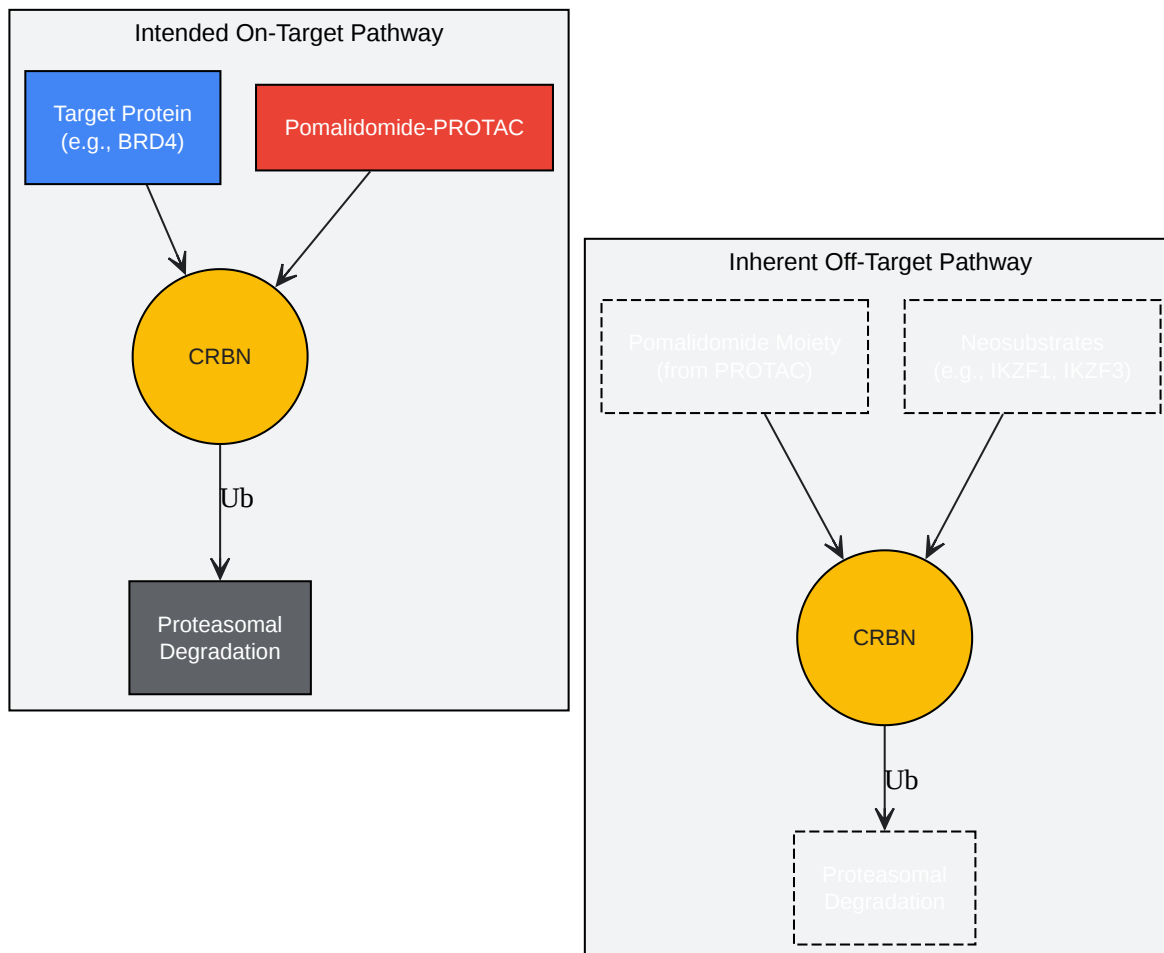 Intended On-Target Pathway
Target Protein
(e.g., BRD4)
Pomalidomide-PROTAC
CRBN
Ub
Proteasomal
Degradation
Inherent Off-Target Pathway
Pomalidomide Moiety
(from PROTAC)
Neosubstrates
(e.g., IKZF1, IKZF3)
CRBN
Ub
Proteasomal
Degradation